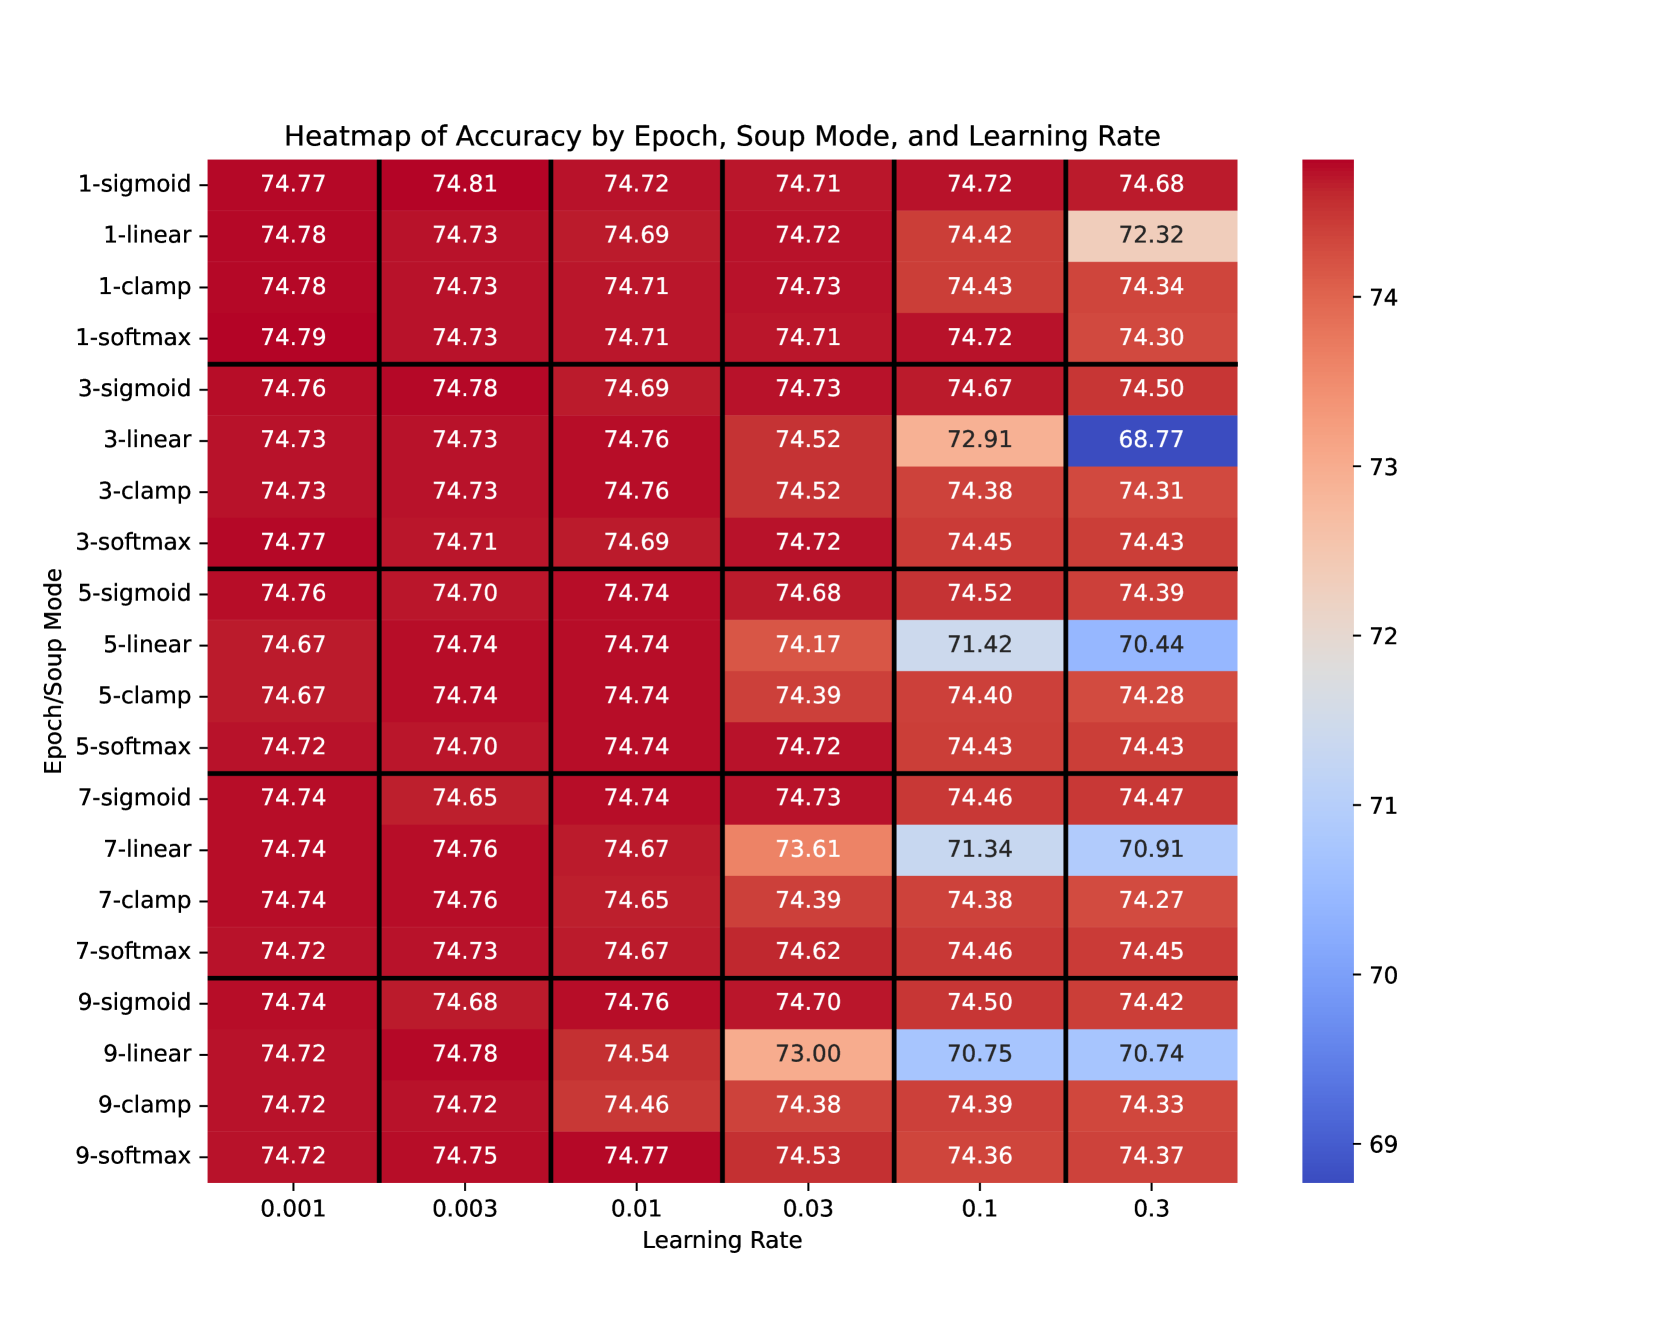 Heatmap of Accuracy by Epoch, Soup Mode, and Learning Rate
1-sigmoid 74.77 74.81 74.72 74.71 74.72 74.68
1-linear 74.78 74.73 74.69 74.72 74.42 72.32
1-clamp 74.78 74.73 74.71 74.73 74.43 74.34
1-softmax 74.79 74.73 74.71 74.71 74.72 74.30
3-sigmoid 74.76 74.78 74.69 74.73 74.67 74.50
3-linear 74.73 74.73 74.76 74.52 72.91 68.77
3-clamp 74.73 74.73 74.76 74.52 74.38 74.31
3-softmax 74.77 74.71 74.69 74.72 74.45 74.43
5-sigmoid 74.76 74.70 74.74 74.68 74.52 74.39
5-linear 74.67 74.74 74.74 74.17 71.42 70.44
5-clamp 74.67 74.74 74.74 74.39 74.40 74.28
5-softmax 74.72 74.70 74.74 74.72 74.43 74.43
7-sigmoid 74.74 74.65 74.74 74.73 74.46 74.47
7-linear 74.74 74.76 74.67 73.61 71.34 70.91
7-clamp 74.74 74.76 74.65 74.39 74.38 74.27
7-softmax 74.72 74.73 74.67 74.62 74.46 74.45
9-sigmoid 74.74 74.68 74.76 74.70 74.50 74.42
9-linear 74.72 74.78 74.54 73.00 70.75 70.74
9-clamp 74.72 74.72 74.46 74.38 74.39 74.33
9-softmax 74.72 74.75 74.77 74.53 74.36 74.37
0.001 0.003 0.01 0.03 0.1 0.3
Learning Rate
Epoch/Soup Mode
74
73
72
71
70
69